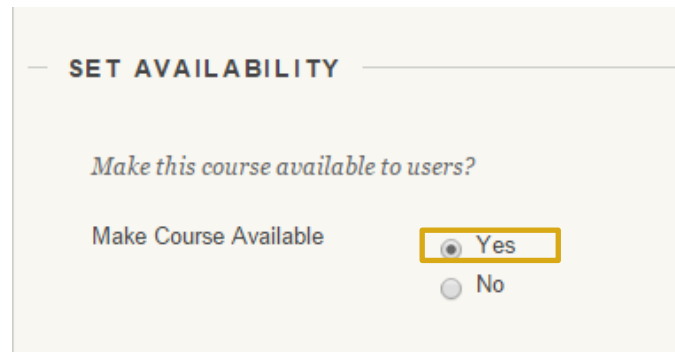 SET AVAILABILITY
Make this course available to users?
Make Course Available
Yes
No